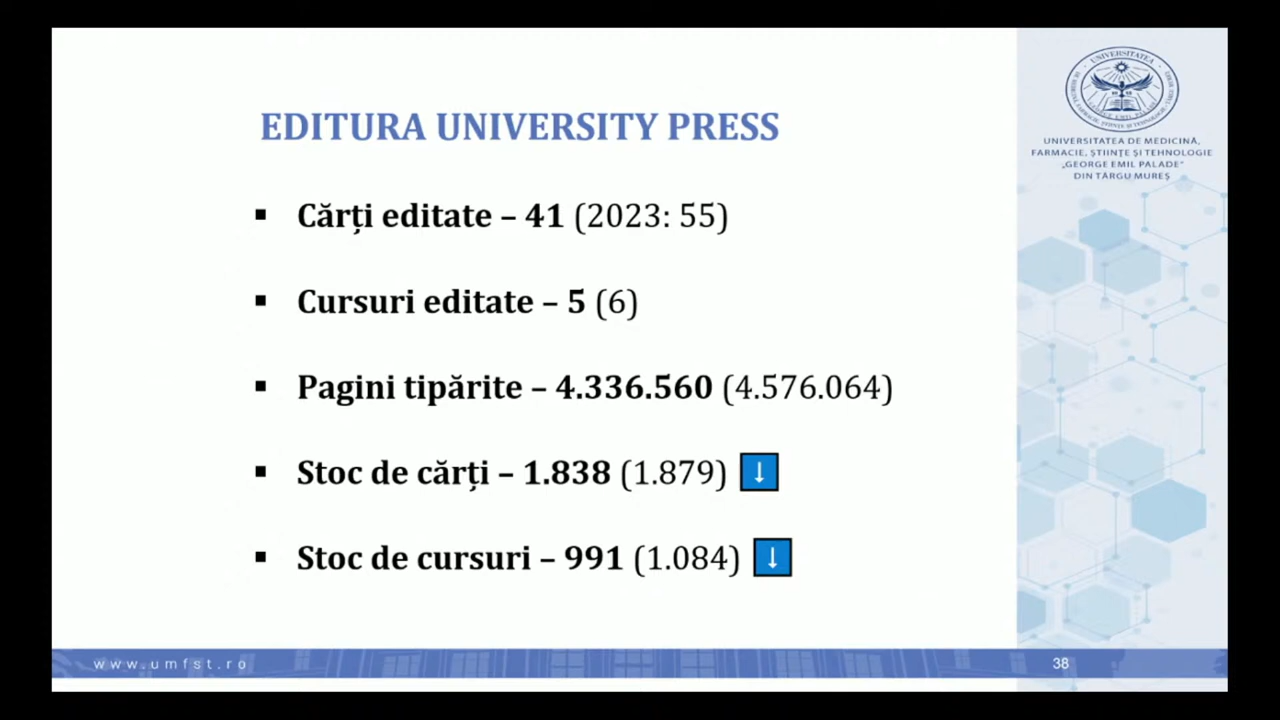 EDITURA UNIVERSITY PRESS
▪ Cărți editate – 41 (2023: 55)
▪ Cursuri editate – 5 (6)
▪ Pagini tipărite – 4.336.560 (4.576.064)
▪ Stoc de cărți – 1.838 (1.879) ↓
▪ Stoc de cursuri – 991 (1.084) ↓
UNIVERSITATEA
UNIVERSITATEA DE MEDICINĂ,
FARMACIE, ȘTIINȚE ȘI TEHNOLOGIE
„GEORGE EMIL PALADE”
DIN TÂRGU MUREȘ
www.umfst.ro
38